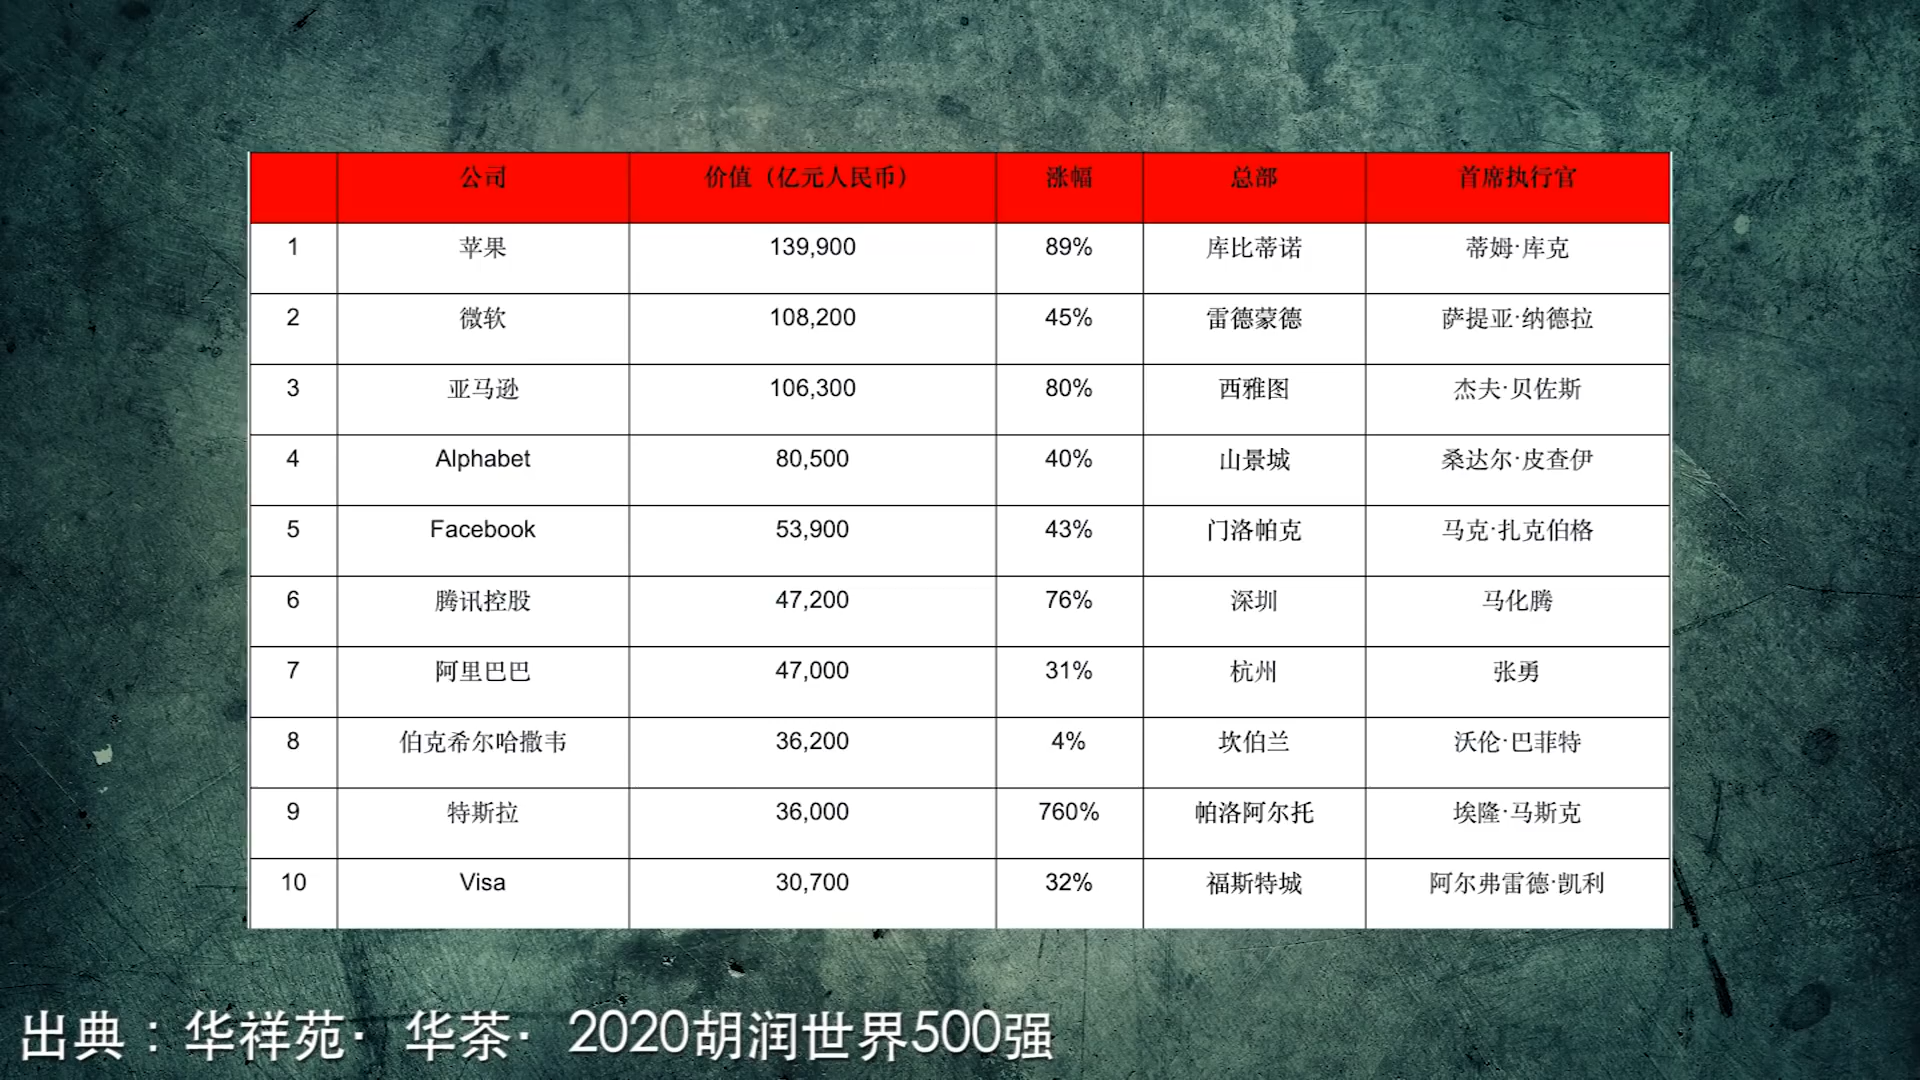 公司 价值（亿元人民币） 涨幅 总部 首席执行官
1 苹果 139,900 89% 库比蒂诺 蒂姆·库克
2 微软 108,200 45% 雷德蒙德 萨提亚·纳德拉
3 亚马逊 106,300 80% 西雅图 杰夫·贝佐斯
4 Alphabet 80,500 40% 山景城 桑达尔·皮查伊
5 Facebook 53,900 43% 门洛帕克 马克·扎克伯格
6 腾讯控股 47,200 76% 深圳 马化腾
7 阿里巴巴 47,000 31% 杭州 张勇
8 伯克希尔哈撒韦 36,200 4% 坎伯兰 沃伦·巴菲特
9 特斯拉 36,000 760% 帕洛阿尔托 埃隆·马斯克
10 Visa 30,700 32% 福斯特城 阿尔弗雷德·凯利
出典：华祥苑·华茶·2020胡润世界500强